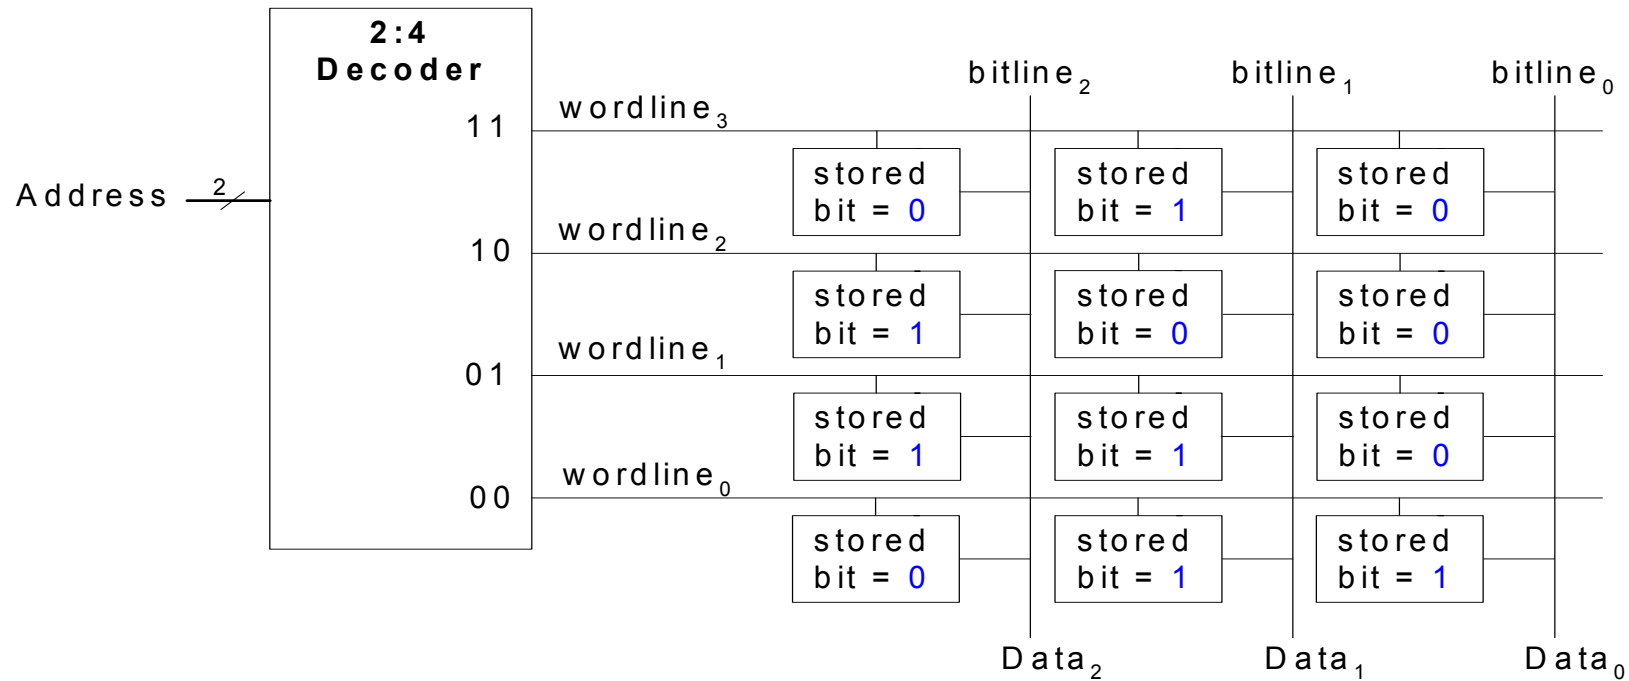 2:4
Decoder
bitline₂ bitline₁ bitline₀
wordline₃
11
stored stored stored
bit = 0 bit = 1 bit = 0
Address 2
wordline₂
10
stored stored stored
bit = 1 bit = 0 bit = 0
wordline₁
01
stored stored stored
bit = 1 bit = 1 bit = 0
wordline₀
00
stored stored stored
bit = 0 bit = 1 bit = 1
Data₂ Data₁ Data₀